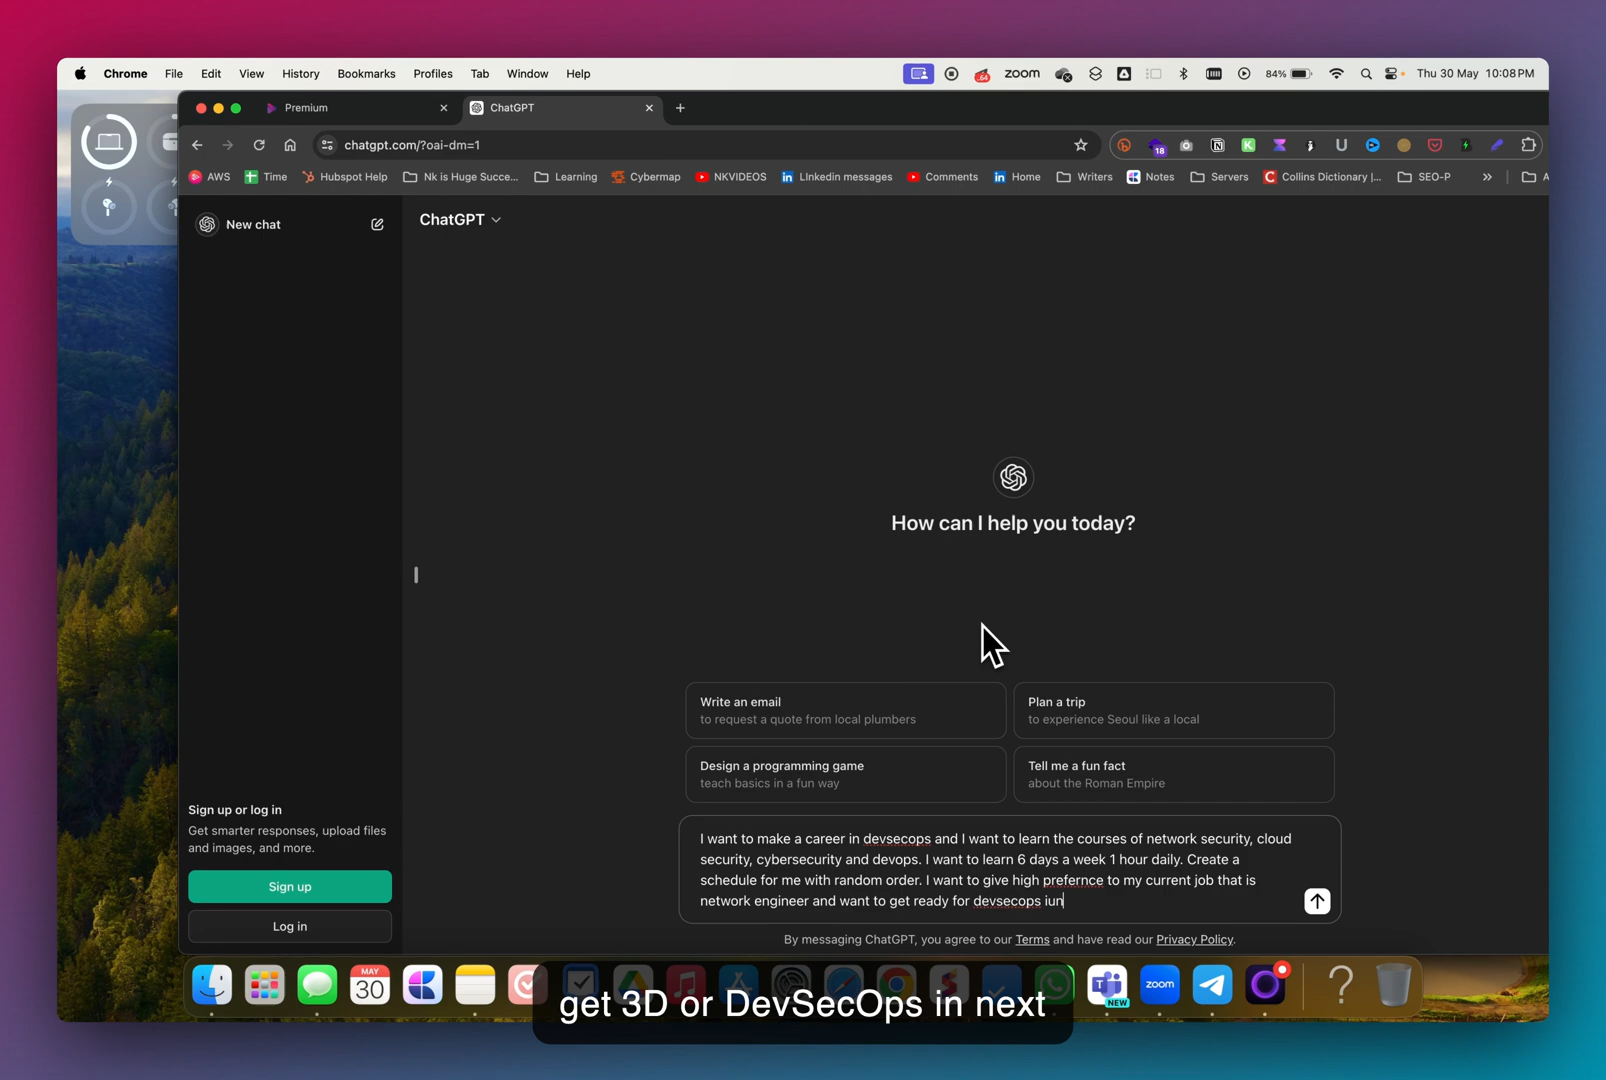 Chrome File Edit View History Bookmarks Profiles Tab Window Help 64 zoom 84% Thu 30 May 10:08 PM
Premium ChatGPT
chatgpt.com/?oai-dm=1 18
AWS Time Hubspot Help Nk is Huge Succe... Learning Cybermap NKVIDEOS LInkedin messages Comments Home Writers Notes Servers Collins Dictionary |... SEO-P » A
New chat
ChatGPT
How can I help you today?
Write an email
to request a quote from local plumbers
Plan a trip
to experience Seoul like a local
Design a programming game
teach basics in a fun way
Tell me a fun fact
about the Roman Empire
Sign up or log in
Get smarter responses, upload files
and images, and more.
Sign up
Log in
I want to make a career in devsecops and I want to learn the courses of network security, cloud
security, cybersecurity and devops. I want to learn 6 days a week 1 hour daily. Create a
schedule for me with random order. I want to give high prefernce to my current job that is
network engineer and want to get ready for devsecops iun
By messaging ChatGPT, you agree to our Terms and have read our Privacy Policy.
MAY
30
NEW
zoom
get 3D or DevSecOps in next